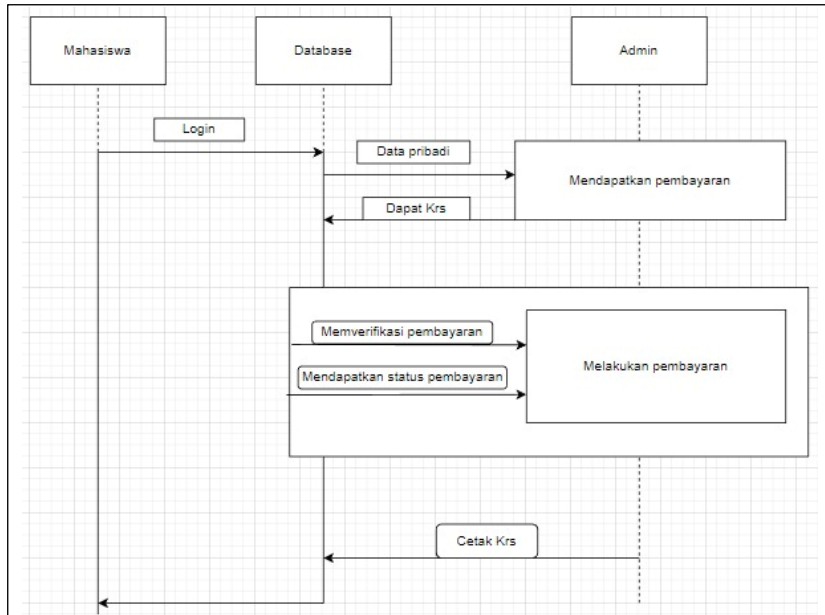 Mahasiswa
Database
Admin
Login
Data pribadi
Mendapatkan pembayaran
Dapat Krs
Memverifikasi pembayaran
Melakukan pembayaran
Mendapatkan status pembayaran
Cetak Krs